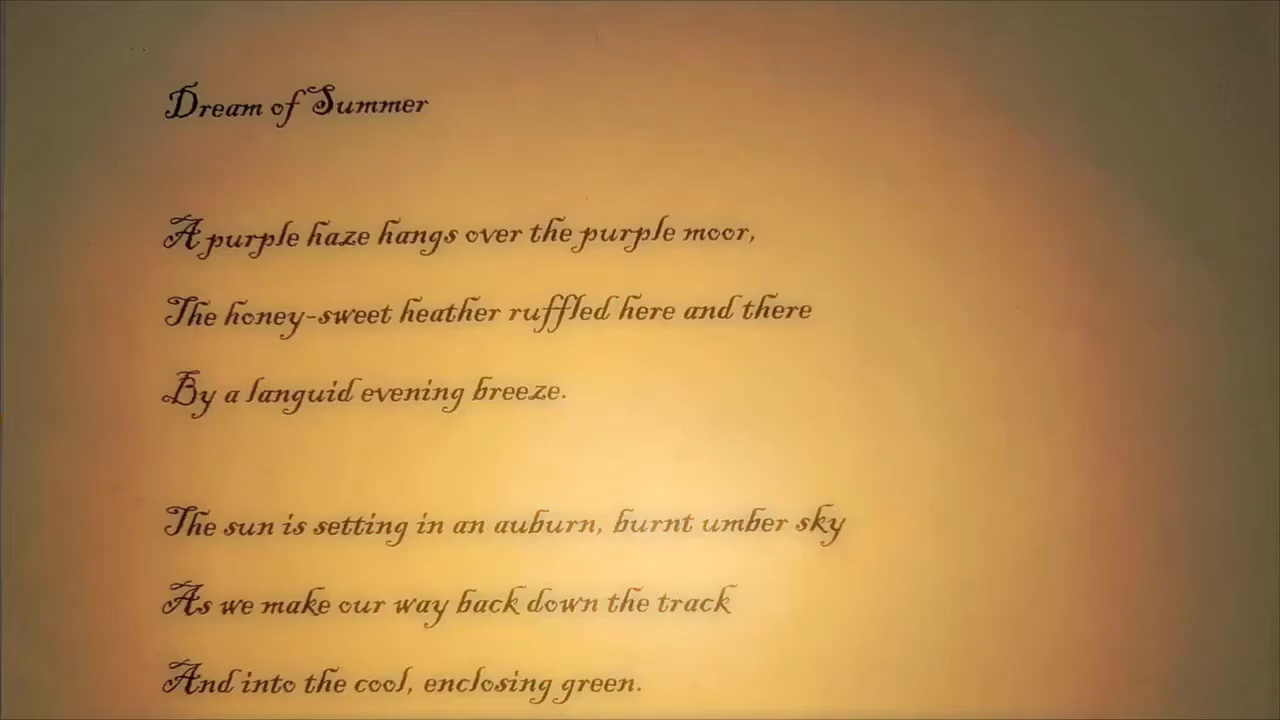 Dream of Summer
A purple haze hangs over the purple moor,
The honey-sweet heather ruffled here and there
By a languid evening breeze.
The sun is setting in an auburn, burnt umber sky
As we make our way back down the track
And into the cool, enclosing green.